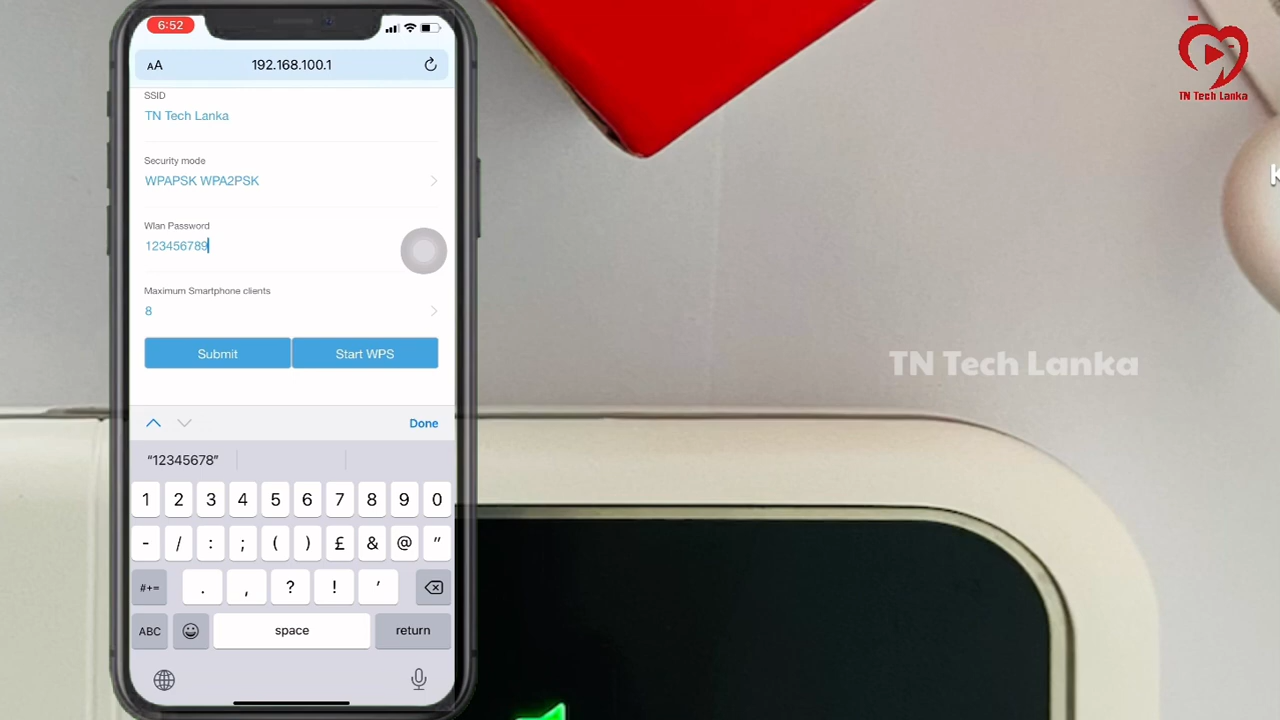 6:52
AA
192.168.100.1
SSID
TN Tech Lanka
Security mode
WPAPSK WPA2PSK
Wlan Password
123456789
Maximum Smartphone clients
8
Submit
Start WPS
Done
"12345678"
1 2 3 4 5 6 7 8 9 0
- / : ; ( ) £ & @ "
#+= . , ? ! '
ABC
space
return
TN Tech Lanka
TN Tech Lanka
K